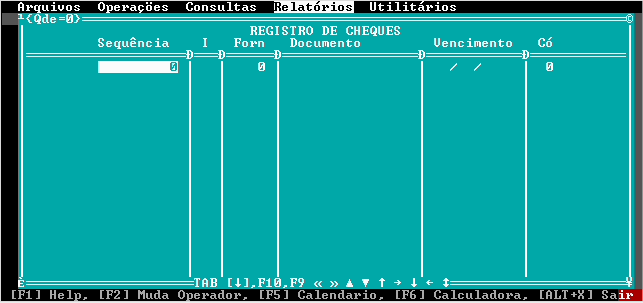 Arquivos Operações Consultas Relatórios Utilitários
¹(Qde=0) ©
REGISTRO DE CHEQUES
Sequência I Forn Documento Vencimento Có
Ð Ð Ð Ð Ð
0 0 / / 0
È TAB [↓],F10,F9 « » ▲ ▼ ↑ → ↓ ← ↕ ¥
[F1] Help, [F2] Muda Operador, [F5] Calendario, [F6] Calculadora, [ALT+X] Sair